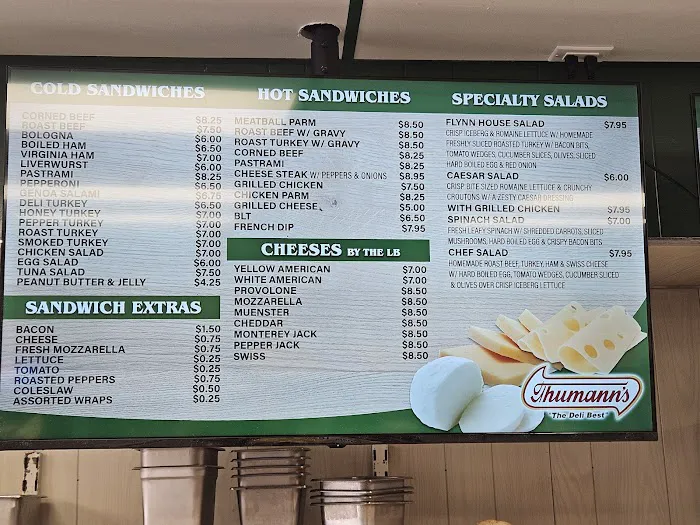 COLD SANDWICHES
CORNED BEEF $8.25
ROAST BEEF $7.50
BOLOGNA $6.00
BOILED HAM $6.50
VIRGINIA HAM $7.00
LIVERWURST $6.00
PASTRAMI $8.25
PEPPERONI $6.50
GENOA SALAMI $6.75
DELI TURKEY $6.50
HONEY TURKEY $7.00
PEPPER TURKEY $7.00
ROAST TURKEY $7.00
SMOKED TURKEY $7.00
CHICKEN SALAD $7.00
EGG SALAD $6.00
TUNA SALAD $7.50
PEANUT BUTTER & JELLY $4.25
SANDWICH EXTRAS
BACON $1.50
CHEESE $0.75
FRESH MOZZARELLA $0.75
LETTUCE $0.25
TOMATO $0.25
ROASTED PEPPERS $0.75
COLESLAW $0.50
ASSORTED WRAPS $0.25
HOT SANDWICHES
MEATBALL PARM $8.50
ROAST BEEF W/ GRAVY $8.50
ROAST TURKEY W/ GRAVY $8.50
CORNED BEEF $8.25
PASTRAMI $8.25
CHEESE STEAK W/ PEPPERS & ONIONS $8.95
GRILLED CHICKEN $7.50
CHICKEN PARM $8.25
GRILLED CHEESE $5.00
BLT $6.50
FRENCH DIP $7.95
CHEESES BY THE LB
YELLOW AMERICAN $7.00
WHITE AMERICAN $7.00
PROVOLONE $8.50
MOZZARELLA $8.50
MUENSTER $8.50
CHEDDAR $8.50
MONTEREY JACK $8.50
PEPPER JACK $8.50
SWISS $8.50
SPECIALTY SALADS
FLYNN HOUSE SALAD $7.95
CRISP ICEBERG & ROMAINE LETTUCE W/ HOMEMADE
FRESHLY SLICED ROASTED TURKEY W/ BACON BITS,
TOMATO WEDGES, CUCUMBER SLICES, OLIVES, SLICED
HARD BOILED EGG & RED ONION
CAESAR SALAD $6.00
CRISP BITE SIZED ROMAINE LETTUCE & CRUNCHY
CROUTONS W/ A ZESTY CAESAR DRESSING
WITH GRILLED CHICKEN $7.95
SPINACH SALAD $7.00
FRESH LEAFY SPINACH W/ SHREDDED CARROTS, SLICED
MUSHROOMS, HARD BOILED EGG & CRISPY BACON BITS
CHEF SALAD $7.95
HOMEMADE ROAST BEEF, TURKEY, HAM & SWISS CHEESE
W/ HARD BOILED EGG, TOMATO WEDGES, CUCUMBER SLICED
& OLIVES OVER CRISP ICEBERG LETTUCE
Thumann's
"The Deli Best"